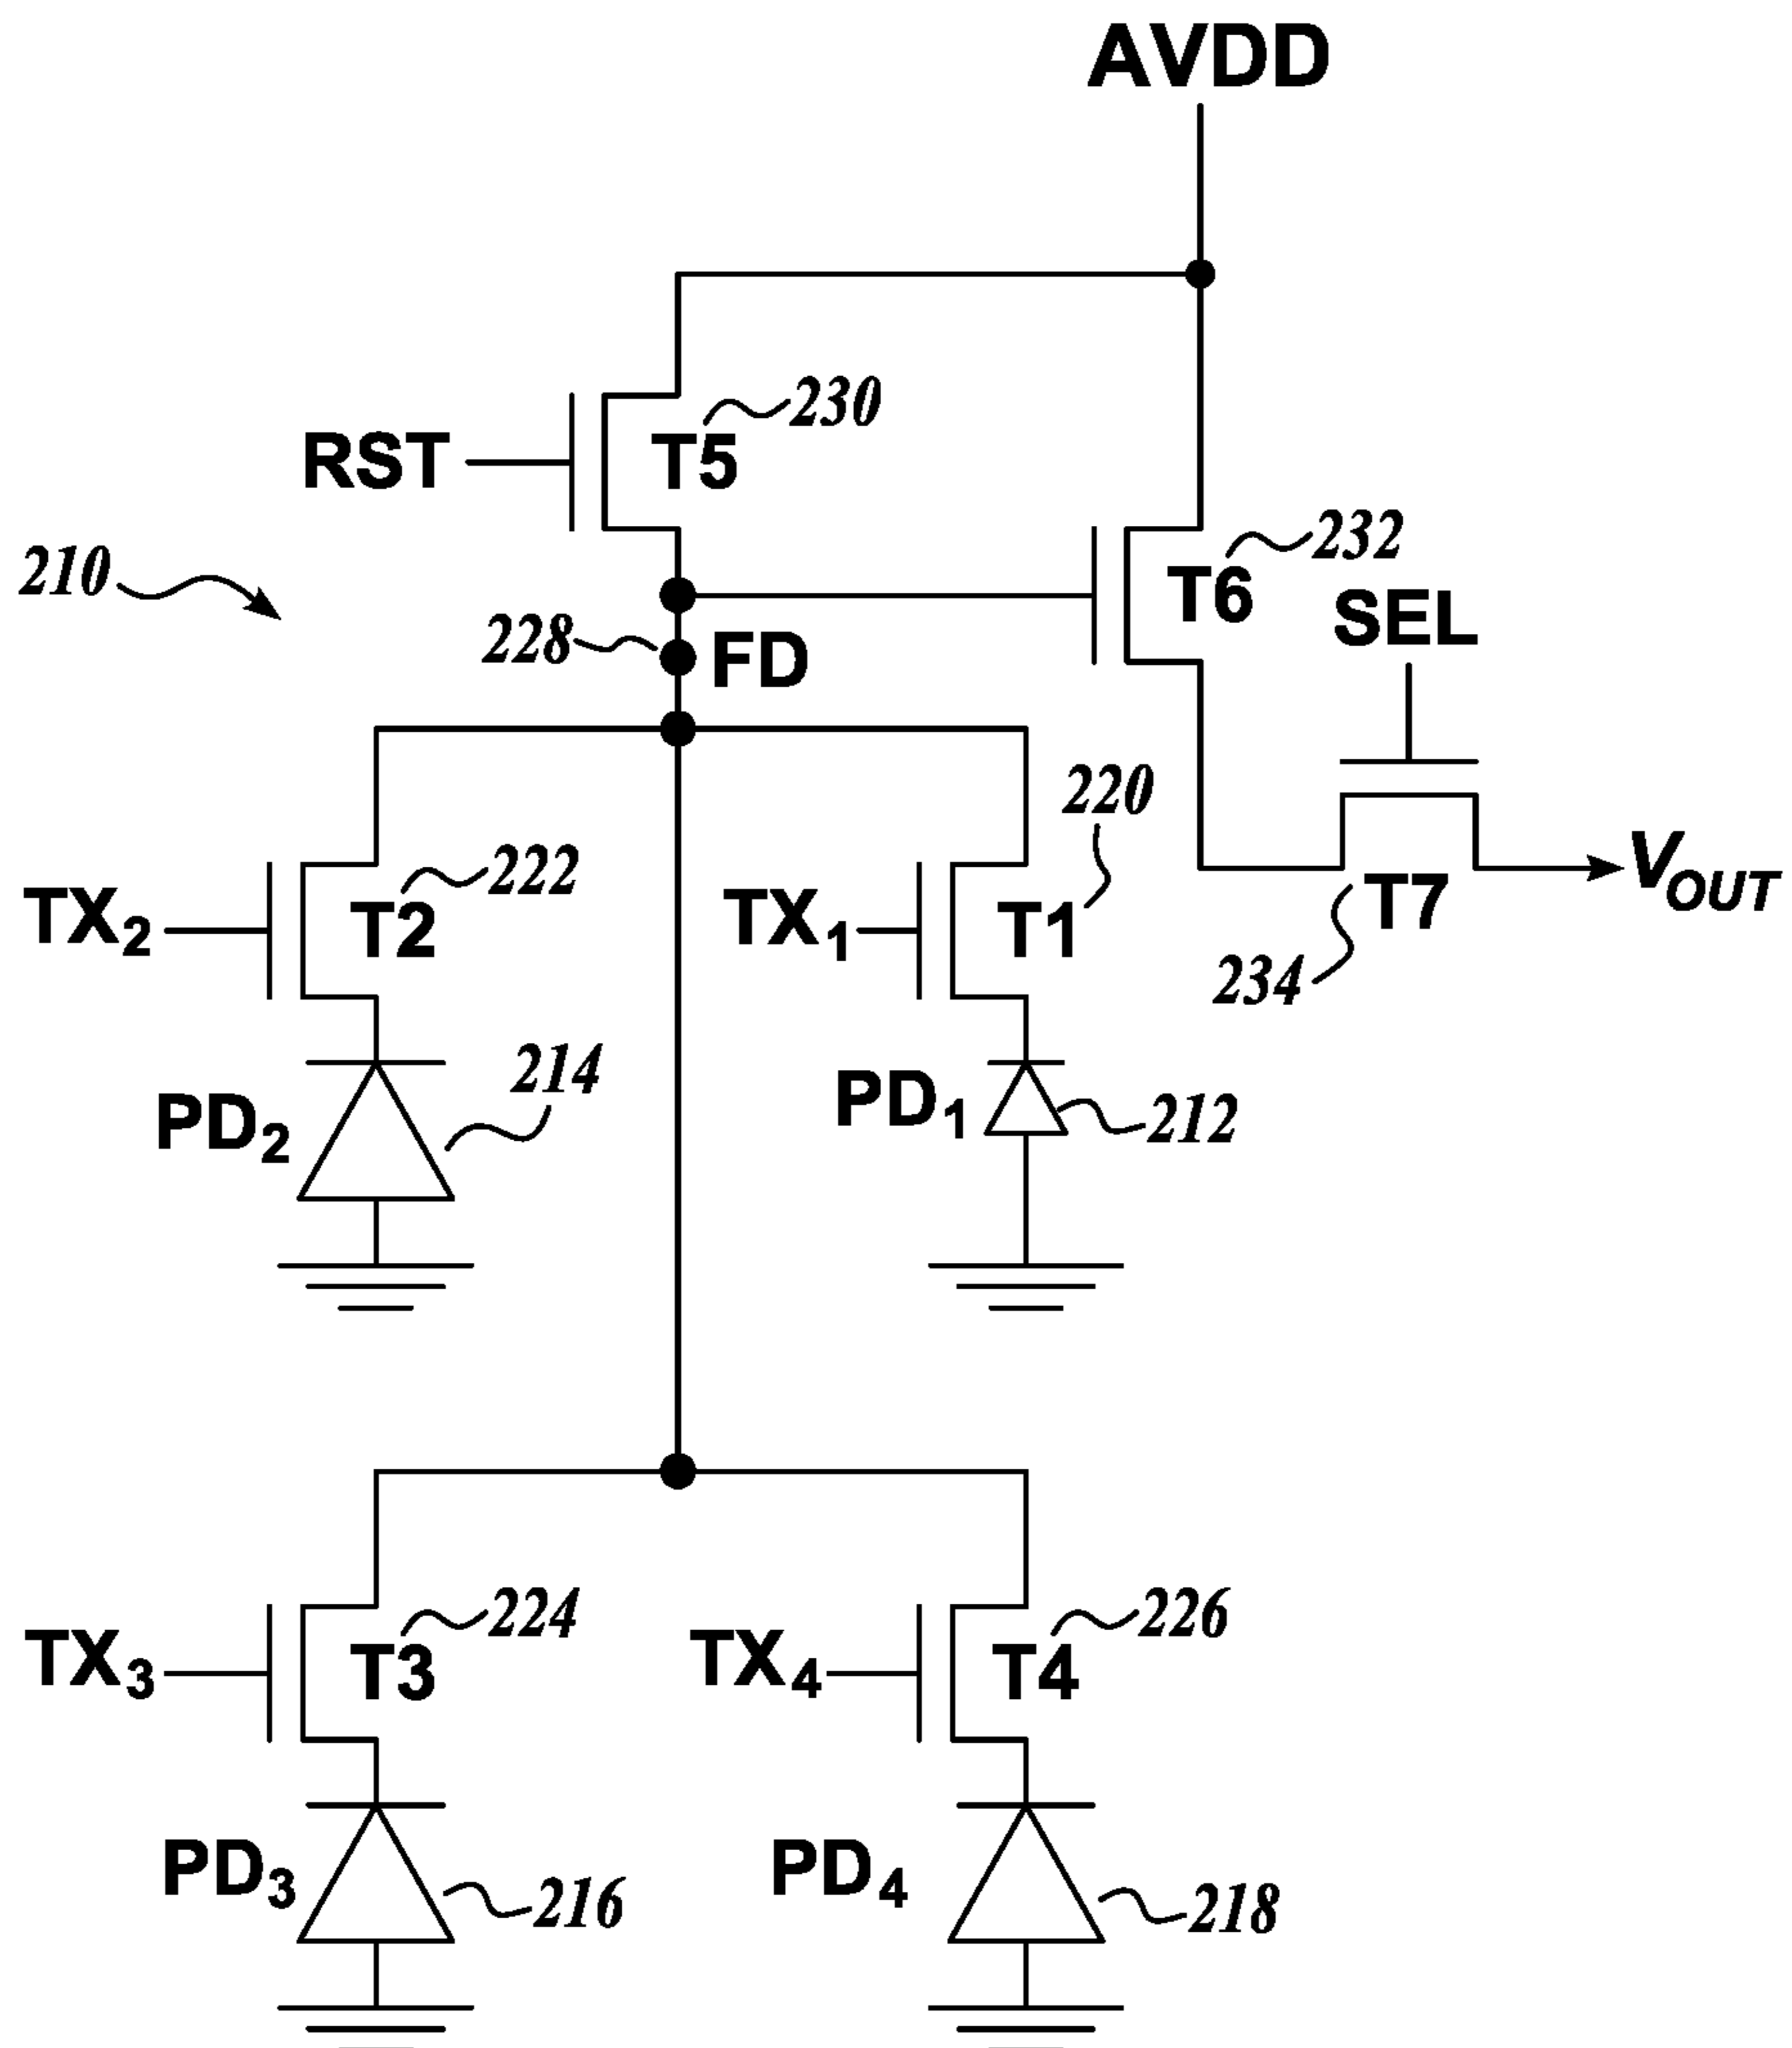 AVDD
230
RST
T5
210
232
T6
SEL
228
FD
220
222
TX2
T2
TX1
T1
T7
VOUT
234
214
PD2
PD1
212
224
226
TX3
T3
TX4
T4
PD3
216
PD4
218